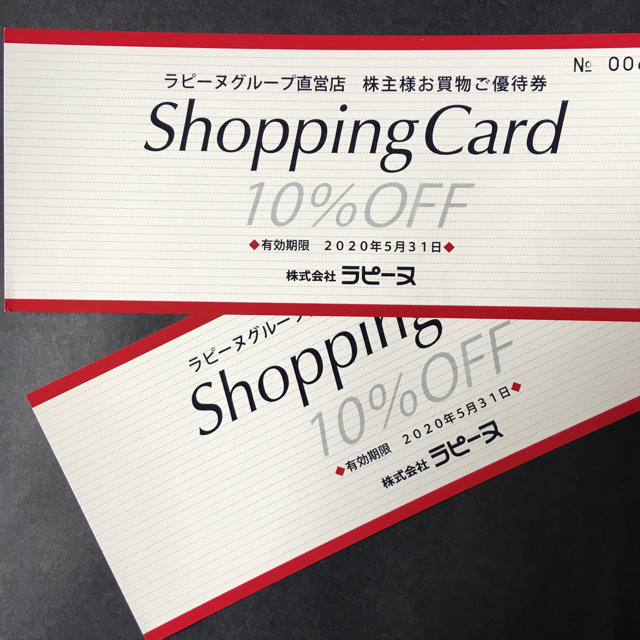 № 00
ラピーヌグループ直営店 株主様お買物ご優待券
Shopping Card
10%OFF
◆有効期限 2020年5月31日◆
株式会社 ラピーヌ
ラピーヌグループ
Shopping
10%OFF
◆有効期限 2020年5月31日◆
株式会社 ラピーヌ